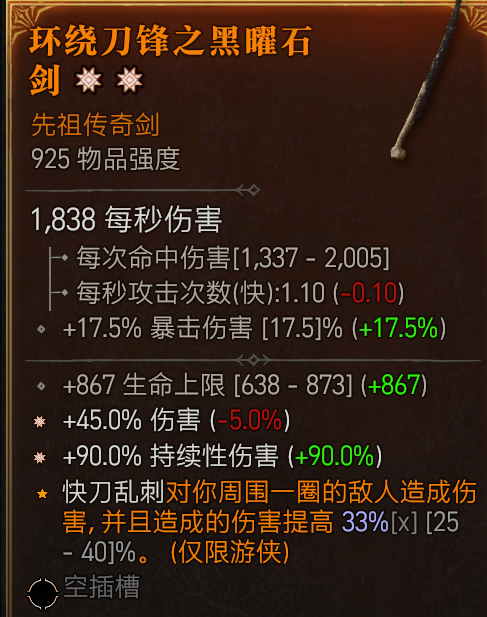 环绕刀锋之黑曜石
剑
先祖传奇剑
925 物品强度
1,838 每秒伤害
每次命中伤害[1,337 - 2,005]
每秒攻击次数(快):1.10 (-0.10)
+17.5% 暴击伤害 [17.5]% (+17.5%)
+867 生命上限 [638 - 873] (+867)
+45.0% 伤害 (-5.0%)
+90.0% 持续性伤害 (+90.0%)
快刀乱刺对你周围一圈的敌人造成伤
害, 并且造成的伤害提高 33%[x] [25
- 40]%。 (仅限游侠)
空插槽